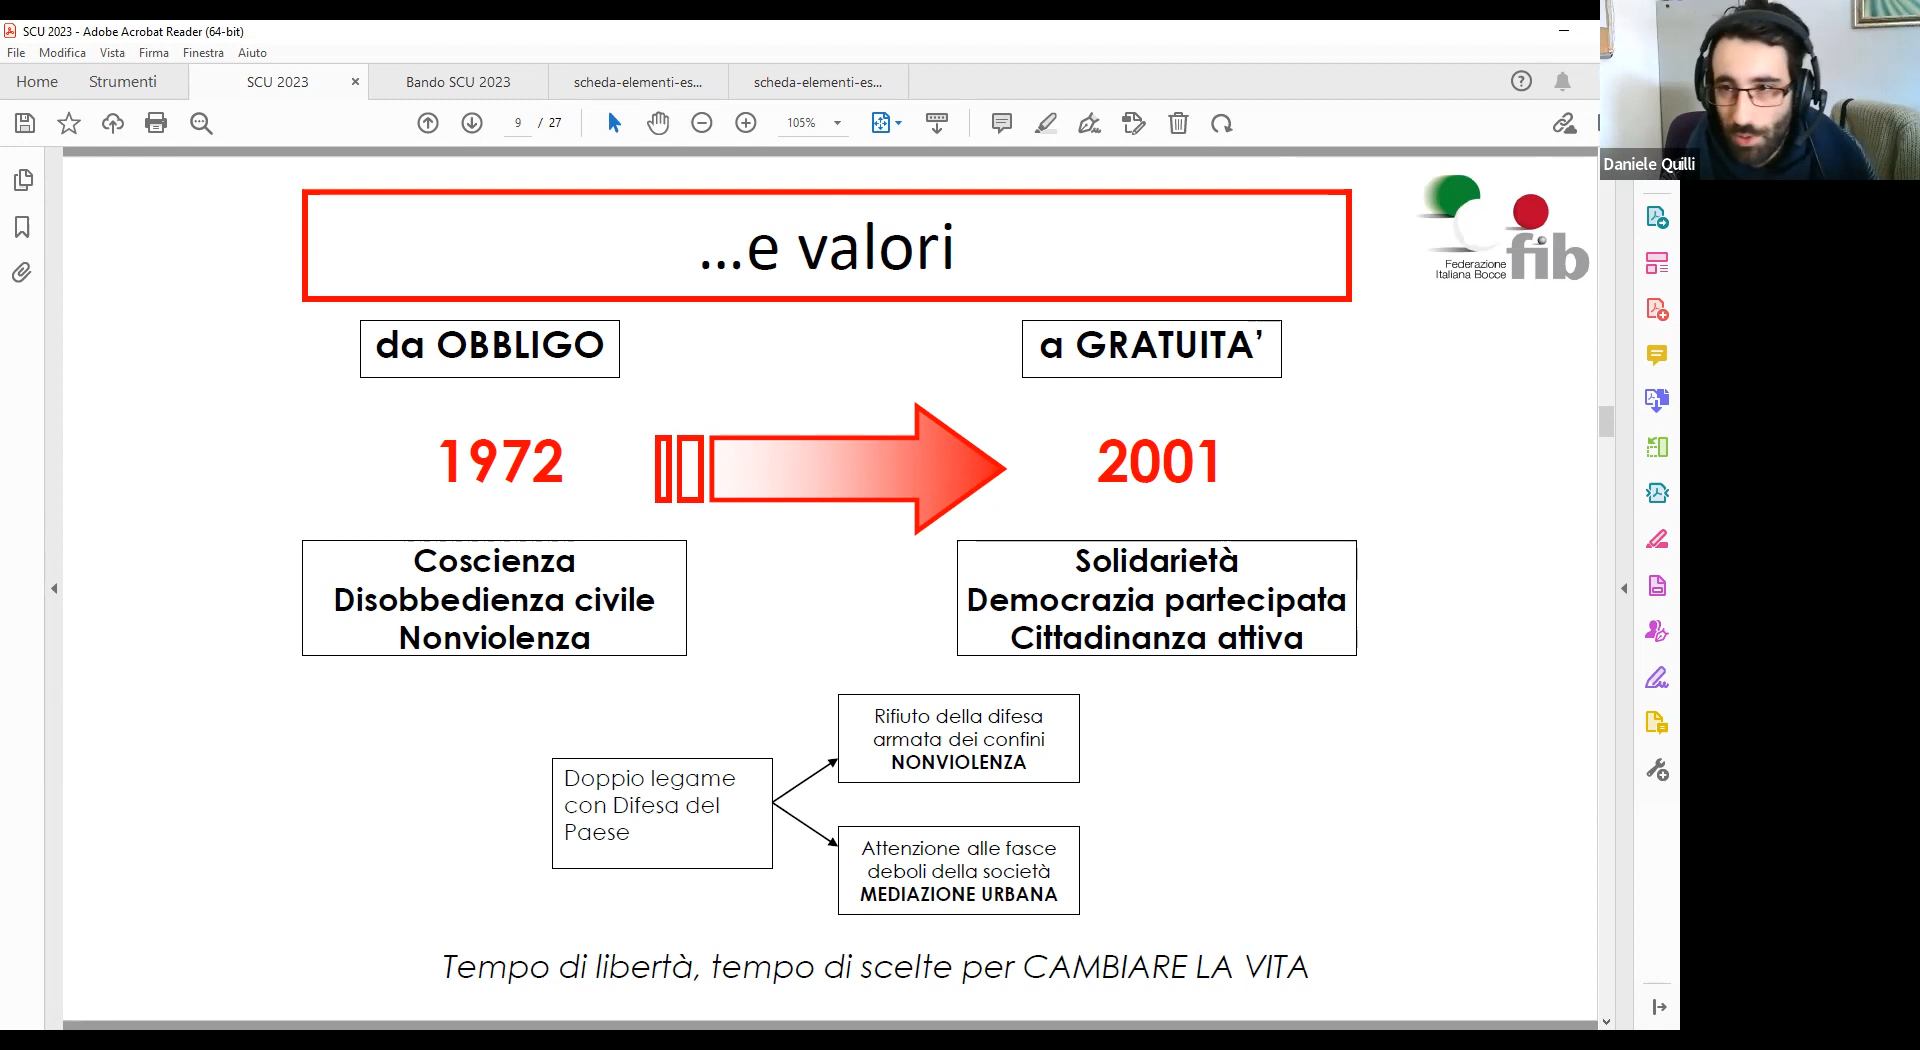 SCU 2023 - Adobe Acrobat Reader (64-bit)
File Modifica Vista Firma Finestra Aiuto
Home Strumenti SCU 2023 × Bando SCU 2023 scheda-elementi-es... scheda-elementi-es...
9 / 27 105%
Daniele Quilli
...e valori
Federazione
Italiana Bocce
fib
da OBBLIGO
a GRATUITA’
1972
2001
Coscienza
Disobbedienza civile
Nonviolenza
Solidarietà
Democrazia partecipata
Cittadinanza attiva
Doppio legame
con Difesa del
Paese
Rifiuto della difesa
armata dei confini
NONVIOLENZA
Attenzione alle fasce
deboli della società
MEDIAZIONE URBANA
Tempo di libertà, tempo di scelte per CAMBIARE LA VITA